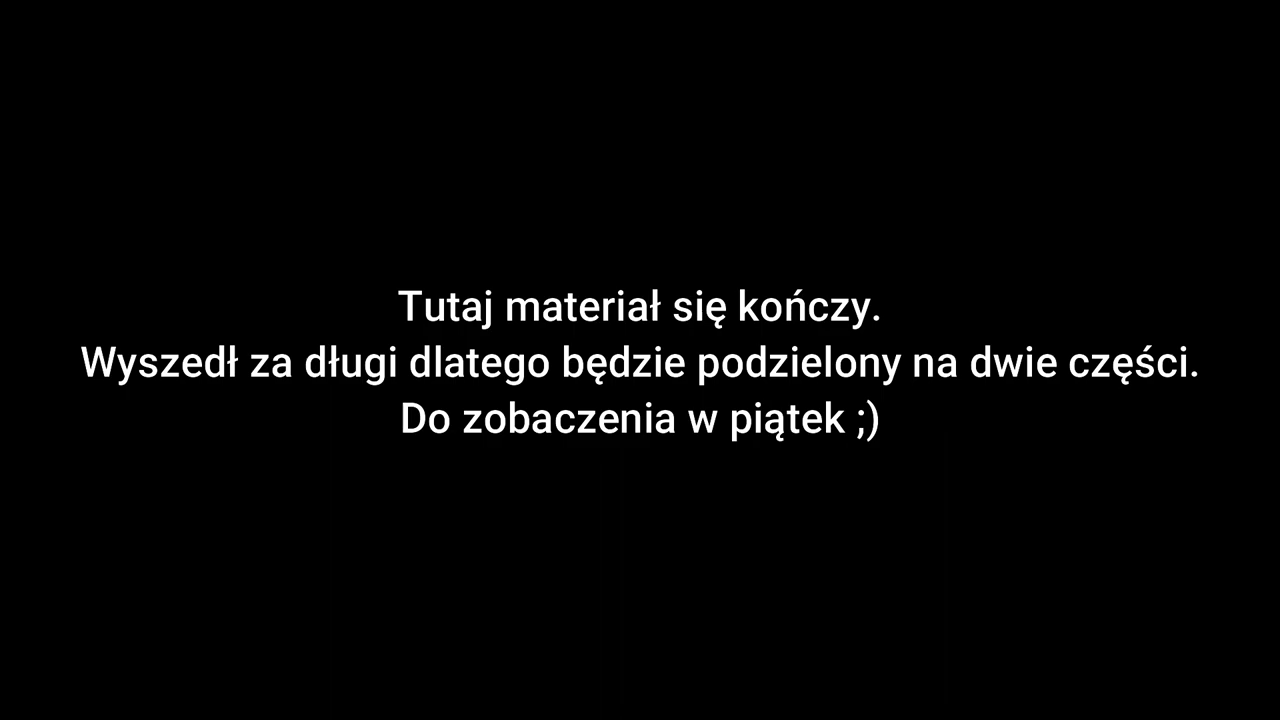 Tutaj materiał się kończy.
Wyszedł za długi dlatego będzie podzielony na dwie części.
Do zobaczenia w piątek ;)